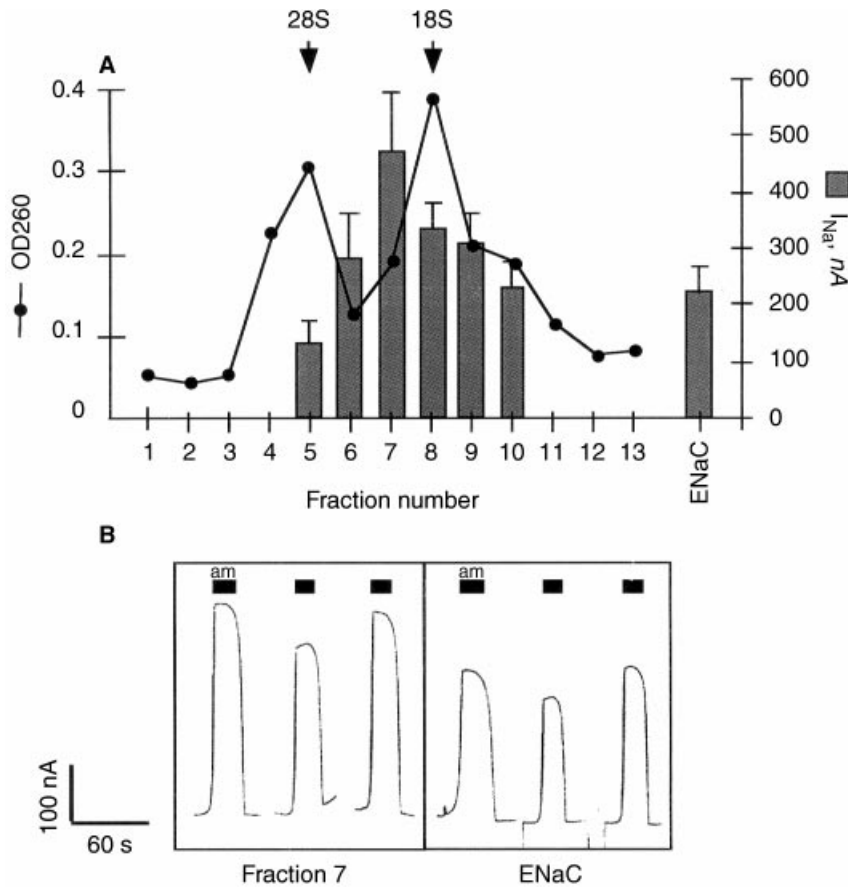 28S 18S
A
0.4
0.3
0.2
0.1
0
OD260
600
500
400
300
200
100
0
I Na, nA
1 2 3 4 5 6 7 8 9 10 11 12 13 ENaC
Fraction number
B
am am
100 nA
60 s
Fraction 7 ENaC